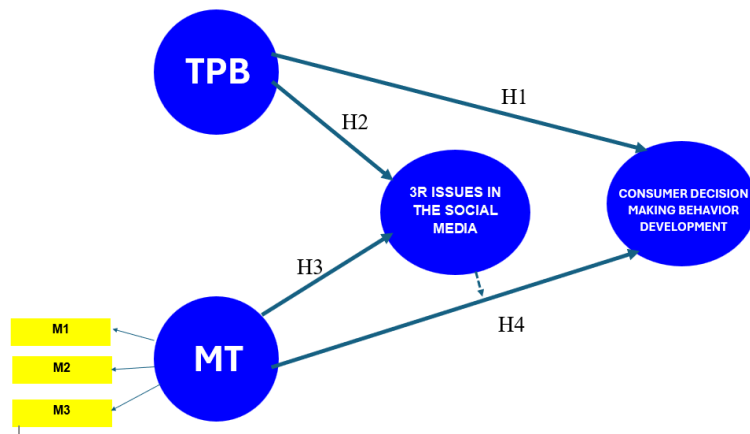 TPB
H1
H2
3R ISSUES IN
THE SOCIAL
MEDIA
CONSUMER DECISION
MAKING BEHAVIOR
DEVELOPMENT
H3
H4
MT
M1
M2
M3